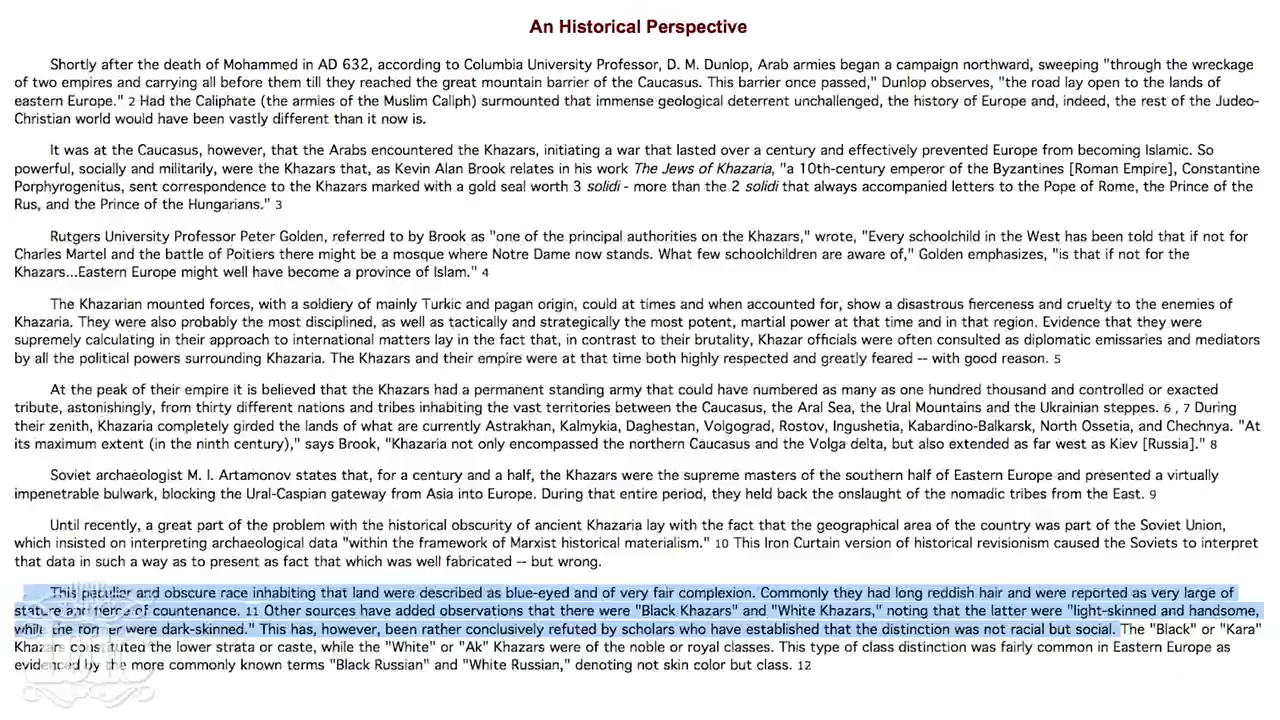 An Historical Perspective
Shortly after the death of Mohammed in AD 632, according to Columbia University Professor, D. M. Dunlop, Arab armies began a campaign northward, sweeping "through the wreckage
of two empires and carrying all before them till they reached the great mountain barrier of the Caucasus. This barrier once passed," Dunlop observes, "the road lay open to the lands of
eastern Europe." 2 Had the Caliphate (the armies of the Muslim Caliph) surmounted that immense geological deterrent unchallenged, the history of Europe and, indeed, the rest of the Judeo-
Christian world would have been vastly different than it now is.
It was at the Caucasus, however, that the Arabs encountered the Khazars, initiating a war that lasted over a century and effectively prevented Europe from becoming Islamic. So
powerful, socially and militarily, were the Khazars that, as Kevin Alan Brook relates in his work The Jews of Khazaria, "a 10th-century emperor of the Byzantines [Roman Empire], Constantine
Porphyrogenitus, sent correspondence to the Khazars marked with a gold seal worth 3 solidi - more than the 2 solidi that always accompanied letters to the Pope of Rome, the Prince of the
Rus, and the Prince of the Hungarians." 3
Rutgers University Professor Peter Golden, referred to by Brook as "one of the principal authorities on the Khazars," wrote, "Every schoolchild in the West has been told that if not for
Charles Martel and the battle of Poitiers there might be a mosque where Notre Dame now stands. What few schoolchildren are aware of," Golden emphasizes, "is that if not for the
Khazars...Eastern Europe might well have become a province of Islam." 4
The Khazarian mounted forces, with a soldiery of mainly Turkic and pagan origin, could at times and when accounted for, show a disastrous fierceness and cruelty to the enemies of
Khazaria. They were also probably the most disciplined, as well as tactically and strategically the most potent, martial power at that time and in that region. Evidence that they were
supremely calculating in their approach to international matters lay in the fact that, in contrast to their brutality, Khazar officials were often consulted as diplomatic emissaries and mediators
by all the political powers surrounding Khazaria. The Khazars and their empire were at that time both highly respected and greatly feared -- with good reason. 5
At the peak of their empire it is believed that the Khazars had a permanent standing army that could have numbered as many as one hundred thousand and controlled or exacted
tribute, astonishingly, from thirty different nations and tribes inhabiting the vast territories between the Caucasus, the Aral Sea, the Ural Mountains and the Ukrainian steppes. 6 , 7 During
their zenith, Khazaria completely girded the lands of what are currently Astrakhan, Kalmykia, Daghestan, Volgograd, Rostov, Ingushetia, Kabardino-Balkarsk, North Ossetia, and Chechnya. "At
its maximum extent (in the ninth century)," says Brook, "Khazaria not only encompassed the northern Caucasus and the Volga delta, but also extended as far west as Kiev [Russia]." 8
Soviet archaeologist M. I. Artamonov states that, for a century and a half, the Khazars were the supreme masters of the southern half of Eastern Europe and presented a virtually
impenetrable bulwark, blocking the Ural-Caspian gateway from Asia into Europe. During that entire period, they held back the onslaught of the nomadic tribes from the East. 9
Until recently, a great part of the problem with the historical obscurity of ancient Khazaria lay with the fact that the geographical area of the country was part of the Soviet Union,
which insisted on interpreting archaeological data "within the framework of Marxist historical materialism." 10 This Iron Curtain version of historical revisionism caused the Soviets to interpret
that data in such a way as to present as fact that which was well fabricated -- but wrong.
This peculiar and obscure race inhabiting that land were described as blue-eyed and of very fair complexion. Commonly they had long reddish hair and were reported as very large of
stature and fierce of countenance. 11 Other sources have added observations that there were "Black Khazars" and "White Khazars," noting that the latter were "light-skinned and handsome,
while the former were dark-skinned." This has, however, been rather conclusively refuted by scholars who have established that the distinction was not racial but social. The "Black" or "Kara"
Khazars constituted the lower strata or caste, while the "White" or "Ak" Khazars were of the noble or royal classes. This type of class distinction was fairly common in Eastern Europe as
evidenced by the more commonly known terms "Black Russian" and "White Russian," denoting not skin color but class. 12